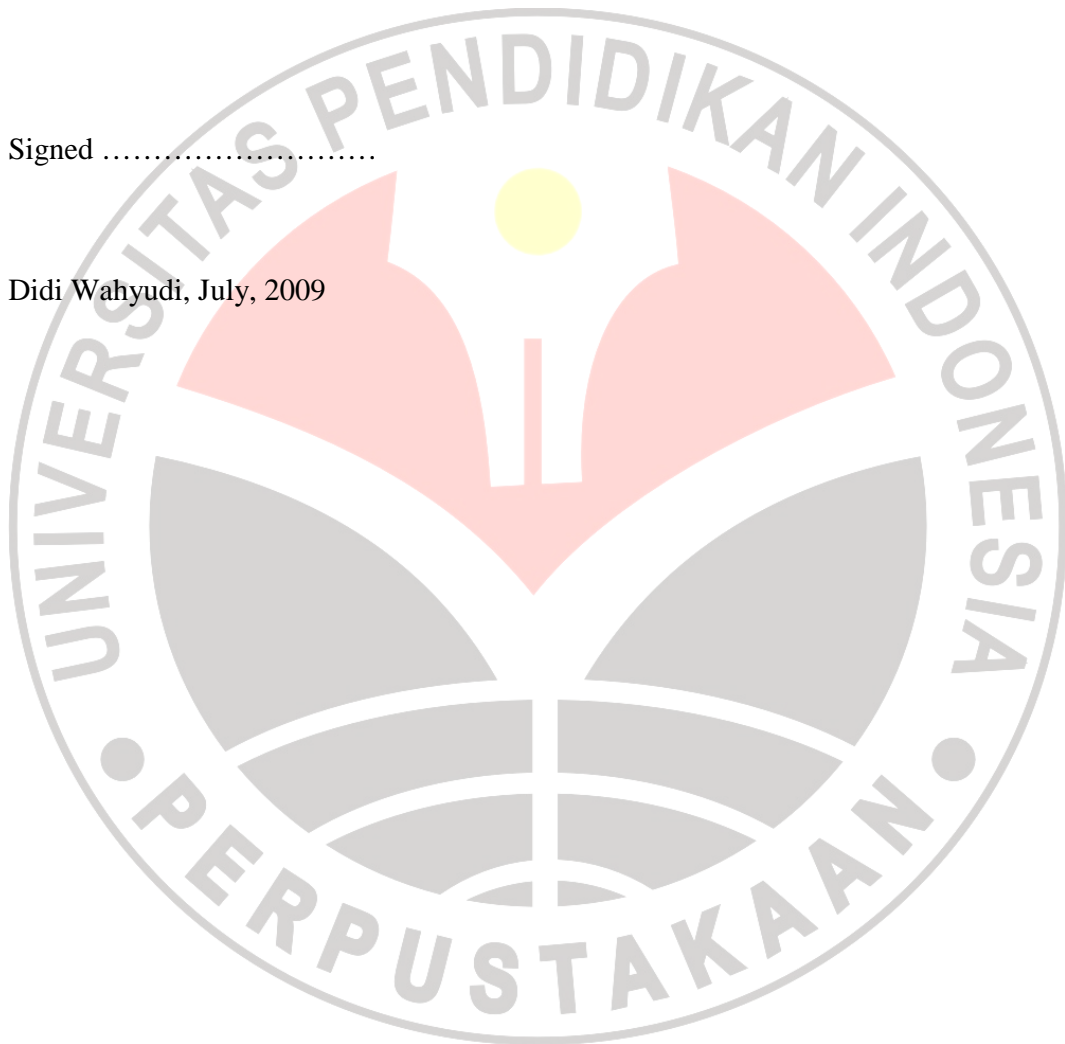 Signed ………………………
Didi Wahyudi, July, 2009
UNIVERSITAS PENDIDIKAN INDONESIA
PERPUSTAKAAN